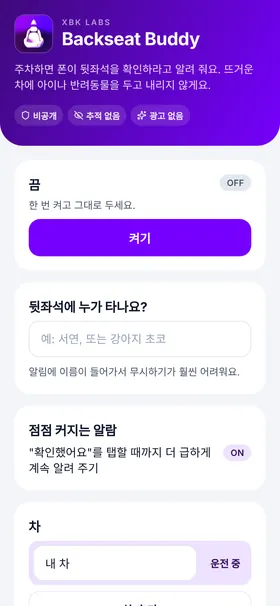 XBK LABS
Backseat Buddy
주차하면 폰이 뒷좌석을 확인하라고 알려 줘요. 뜨거운
차에 아이나 반려동물을 두고 내리지 않게요.
비공개
추적 없음
광고 없음
끔
OFF
한 번 켜고 그대로 두세요.
켜기
뒷좌석에 누가 타나요?
예: 서연, 또는 강아지 초코
알림에 이름이 들어가서 무시하기가 훨씬 어려워요.
점점 커지는 알람
"확인했어요"를 탭할 때까지 더 급하게
계속 알려 주기
ON
차
내 차
운전 중